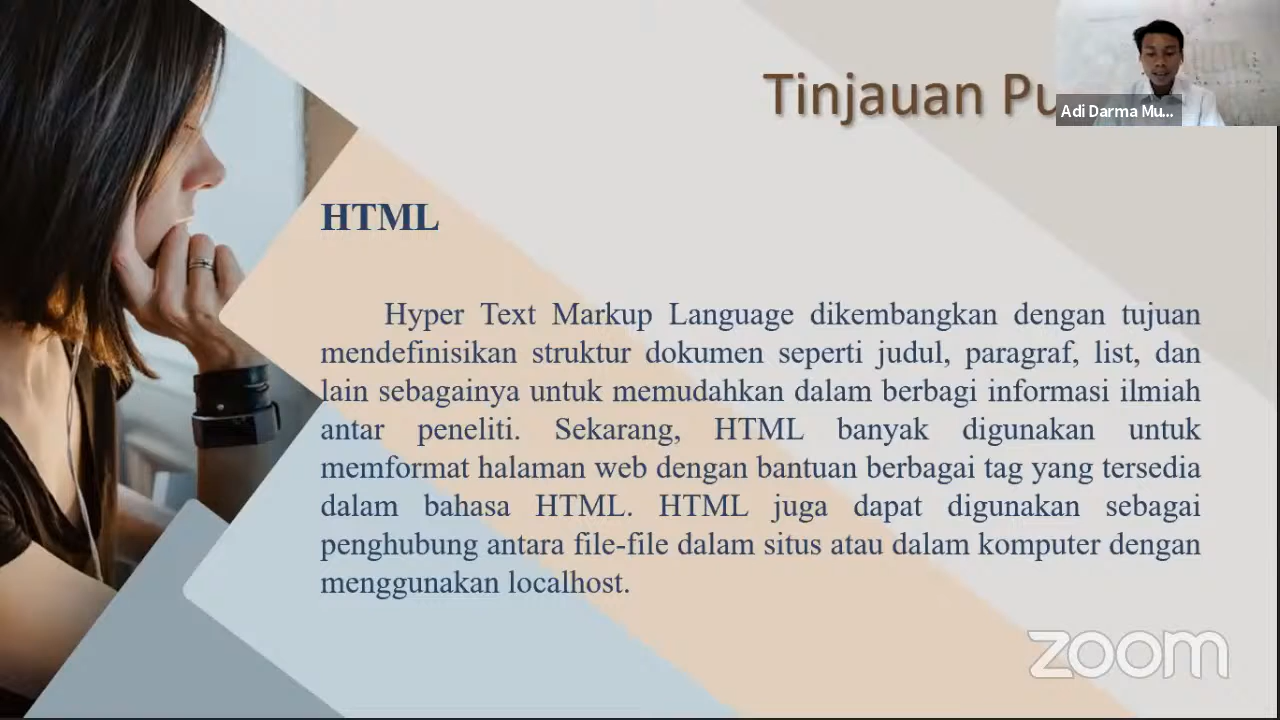 Tinjauan
Adi Darma Mu...
HTML
Hyper Text Markup Language dikembangkan dengan tujuan
mendefinisikan struktur dokumen seperti judul, paragraf, list, dan
lain sebagainya untuk memudahkan dalam berbagi informasi ilmiah
antar peneliti. Sekarang, HTML banyak digunakan untuk
memformat halaman web dengan bantuan berbagai tag yang tersedia
dalam bahasa HTML. HTML juga dapat digunakan sebagai
penghubung antara file-file dalam situs atau dalam komputer dengan
menggunakan localhost.
zoom